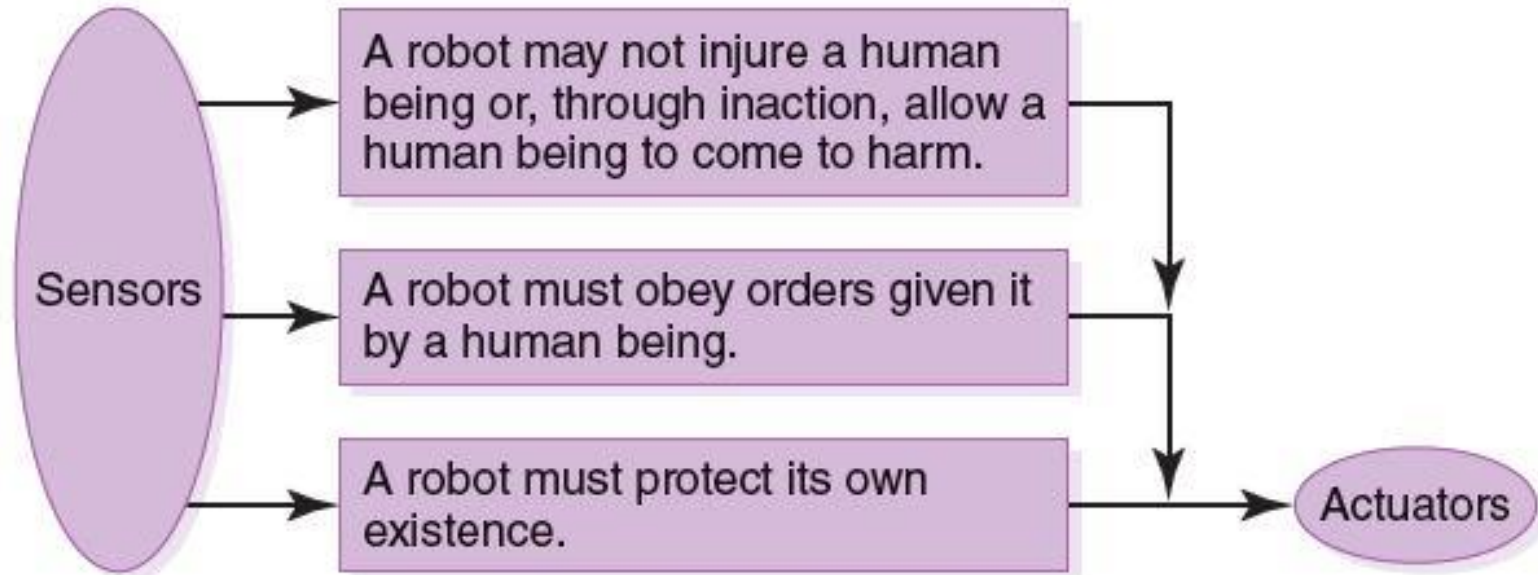 A robot may not injure a human
being or, through inaction, allow a
human being to come to harm.
Sensors
A robot must obey orders given it
by a human being.
A robot must protect its own
existence.
Actuators